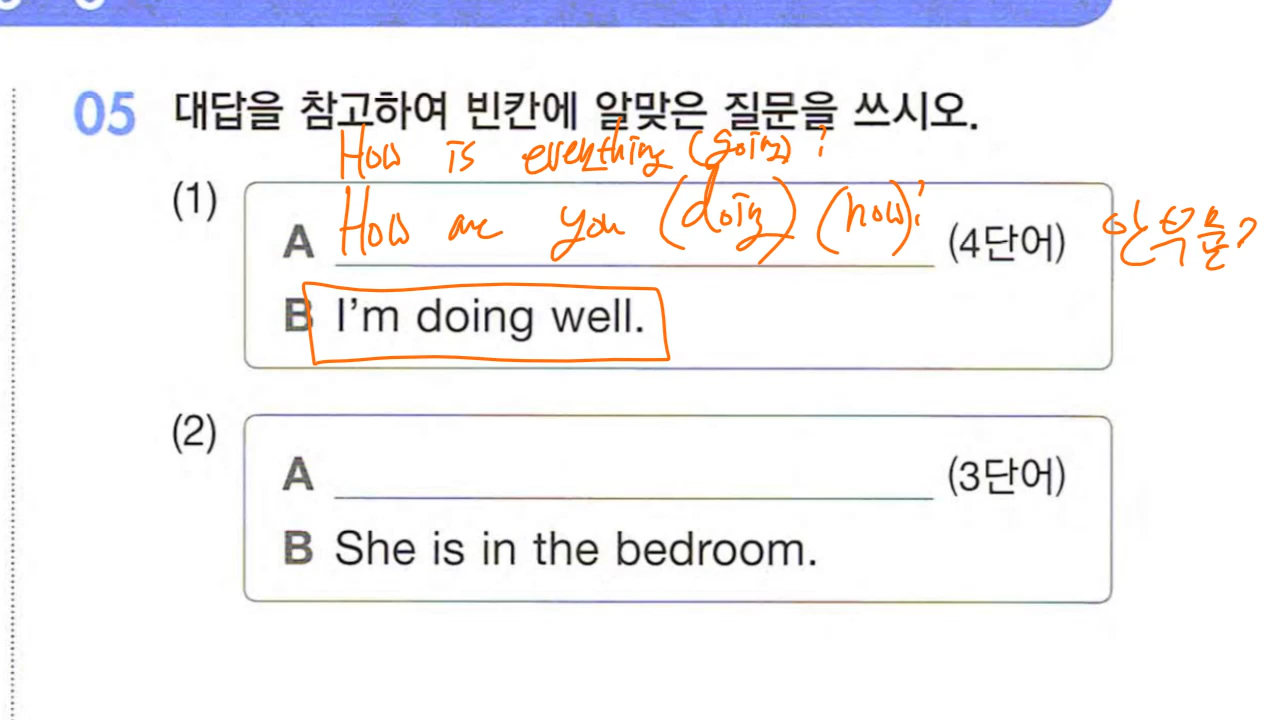 05 대답을 참고하여 빈칸에 알맞은 질문을 쓰시오.
How is everything (going)?
(1)
A How are you (doing) (now)? (4단어) 안부문?
B I'm doing well.
(2)
A (3단어)
B She is in the bedroom.